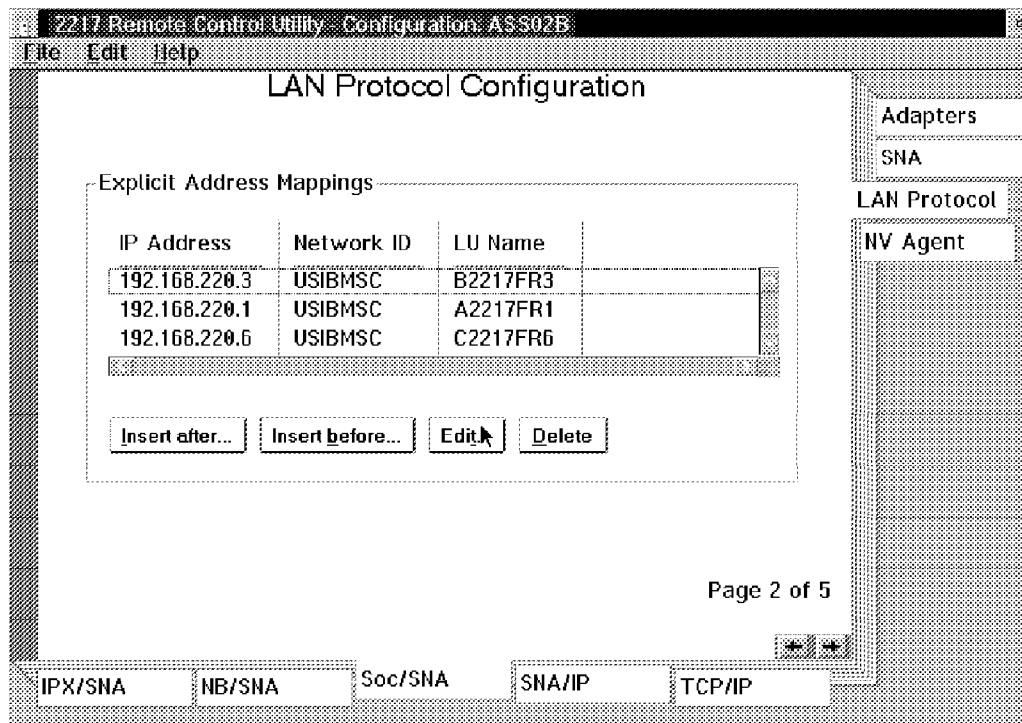 2217 Remote Control Utility - Configuration: ASS02B
File Edit Help
LAN Protocol Configuration
Adapters
SNA
LAN Protocol
NV Agent
Explicit Address Mappings
IP Address Network ID LU Name
192.168.220.3 USIBMSC B2217FR3
192.168.220.1 USIBMSC A2217FR1
192.168.220.6 USIBMSC C2217FR6
Insert after... Insert before... Edit... Delete
Page 2 of 5
IPX/SNA NB/SNA Soc/SNA SNA/IP TCP/IP